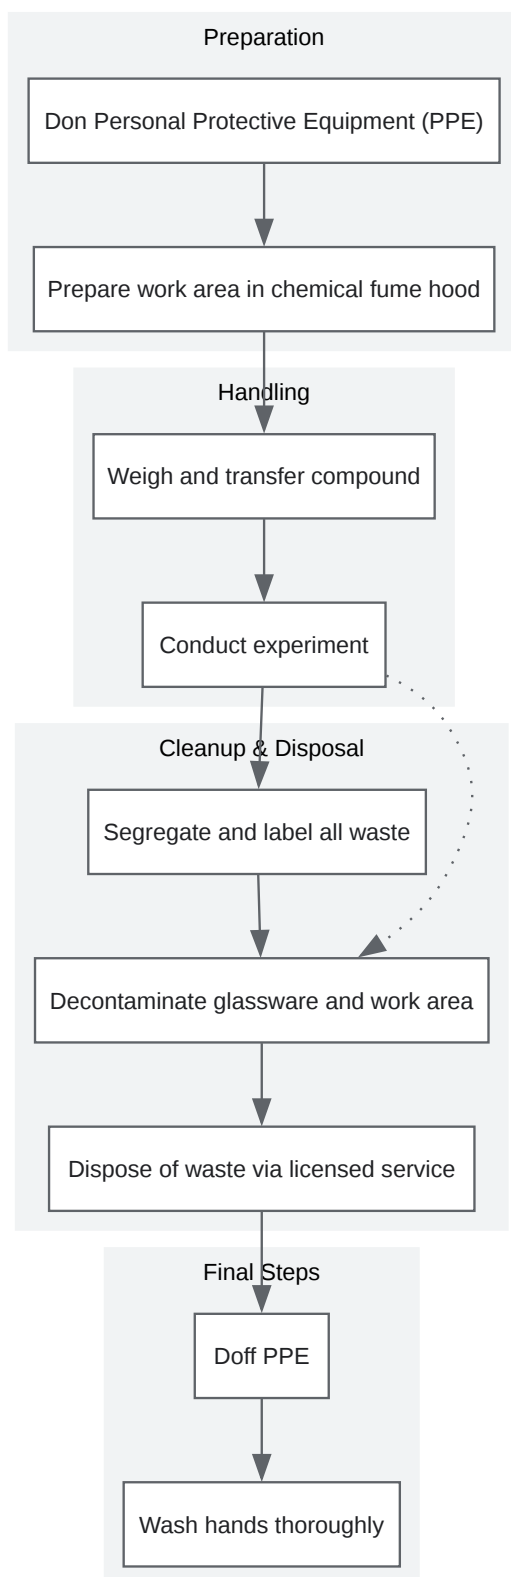 Preparation
Don Personal Protective Equipment (PPE)
Prepare work area in chemical fume hood
Handling
Weigh and transfer compound
Conduct experiment
Cleanup & Disposal
Segregate and label all waste
Decontaminate glassware and work area
Dispose of waste via licensed service
Final Steps
Doff PPE
Wash hands thoroughly